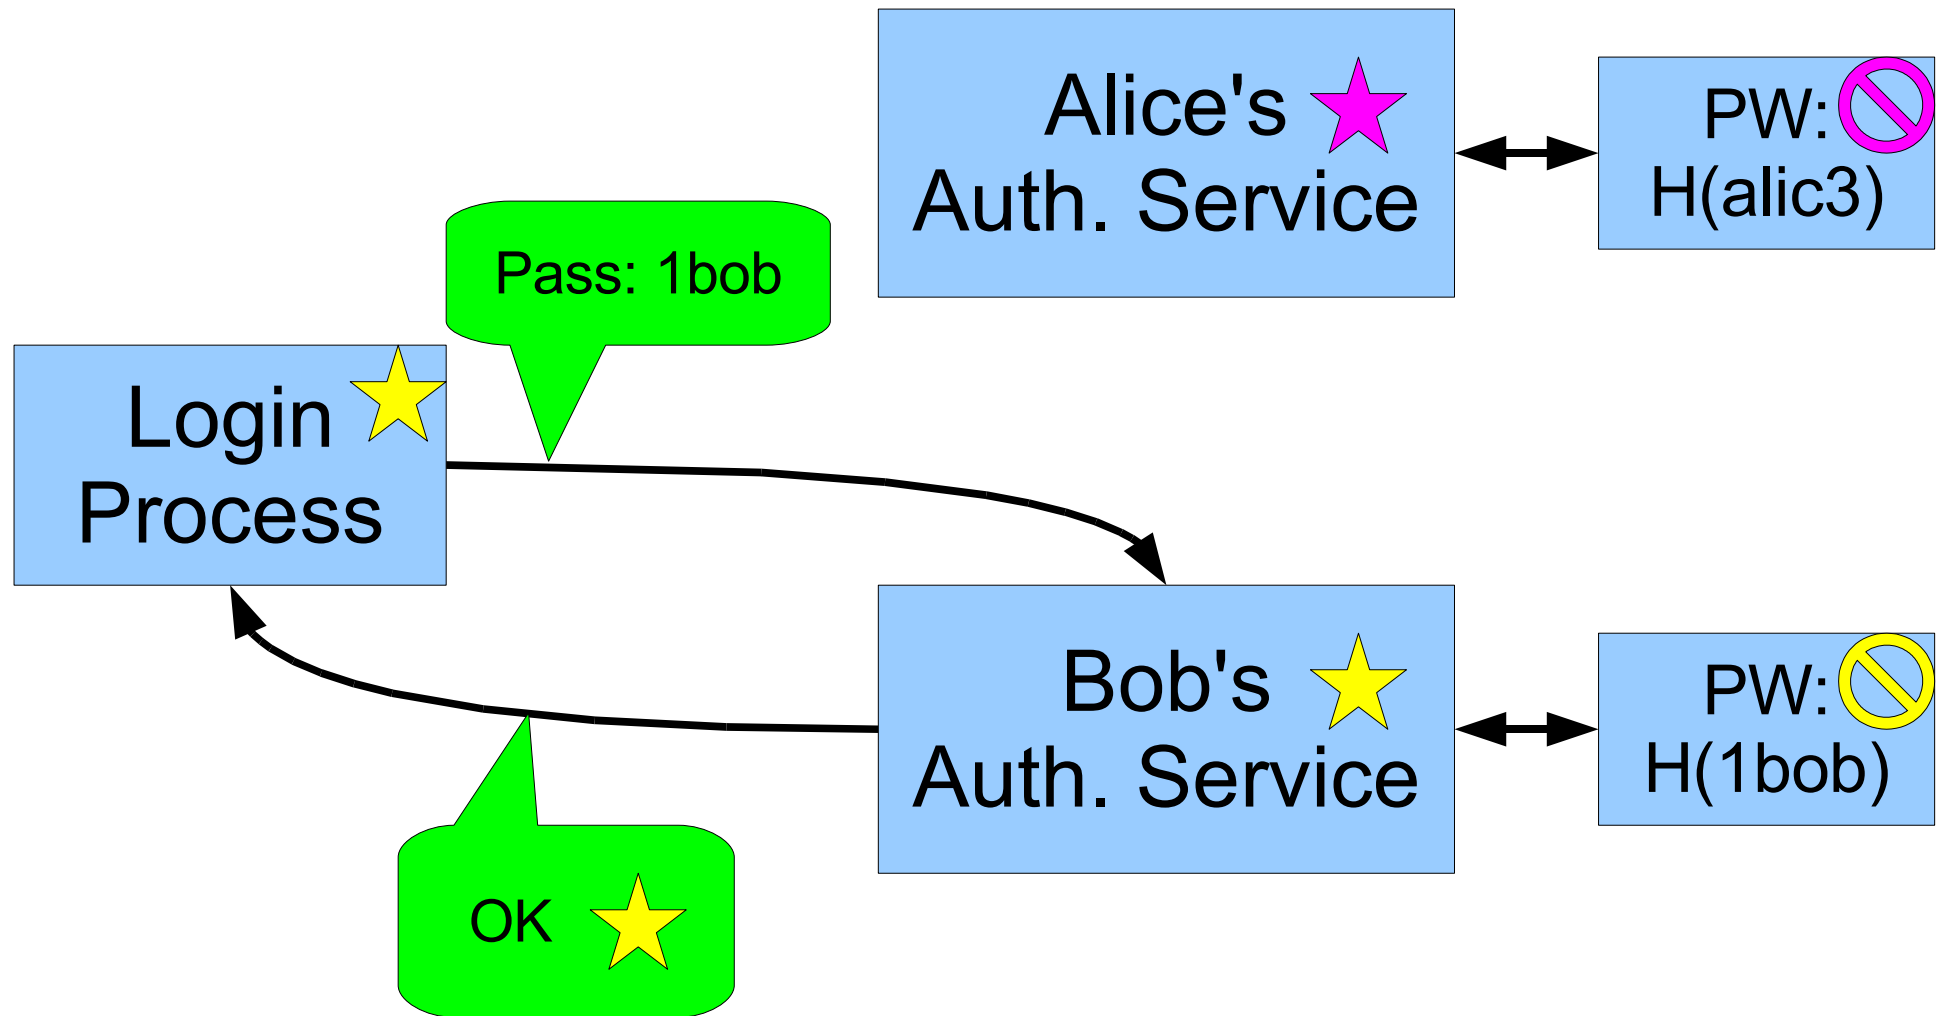 Alice's
Auth. Service
PW:
H(alic3)
Pass: 1bob
Login
Process
Bob's
Auth. Service
PW:
H(1bob)
OK